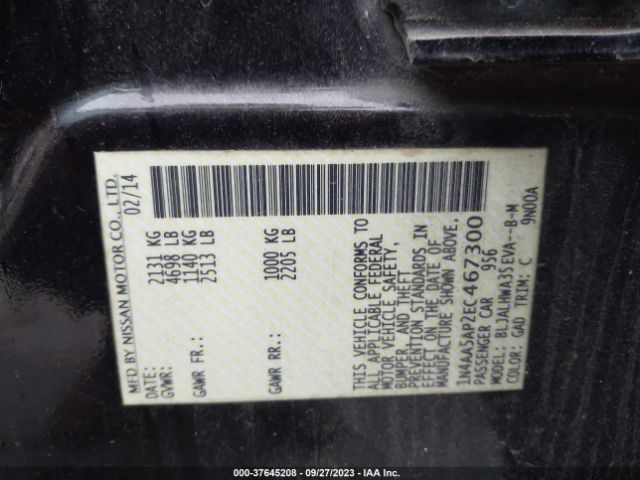 MFD BY NISSAN MOTOR CO., LTD.
DATE: 02/14
GVWR: 2131 KG
4698 LB
GAWR FR.: 1140 KG
2513 LB
GAWR RR.: 1000 KG
2205 LB
THIS VEHICLE CONFORMS TO
ALL APPLICABLE FEDERAL
MOTOR VEHICLE SAFETY,
BUMPER, AND THEFT
PREVENTION STANDARDS IN
EFFECT ON THE DATE OF
MANUFACTURE SHOWN ABOVE.
1N4AA5AP2EC467300
PASSENGER CAR 956
MODEL: BLJALHWA35EVA--B-M
COLOR: GAD TRIM: C 9N00A
000-37645208 - 09/27/2023 - IAA Inc.